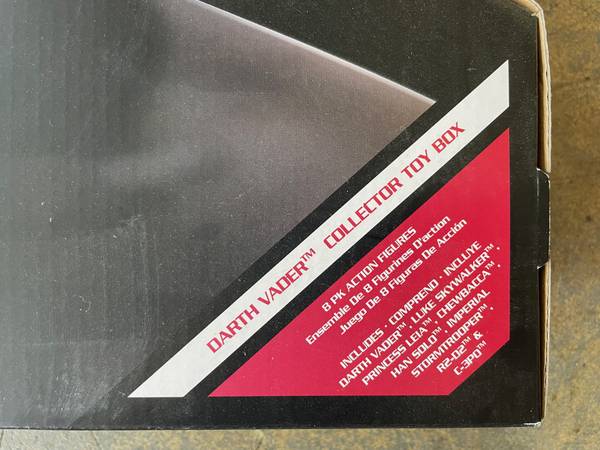 DARTH VADER™ COLLECTOR TOY BOX
8 PK ACTION FIGURES
Ensemble De 8 Figurines D'action
Juego De 8 Figuras De Acción
INCLUDES · COMPREND · INCLUYE
DARTH VADER™, LUKE SKYWALKER™,
PRINCESS LEIA™, CHEWBACCA™,
HAN SOLO™, IMPERIAL
STORMTROOPER™,
R2-D2™ &
C-3PO™